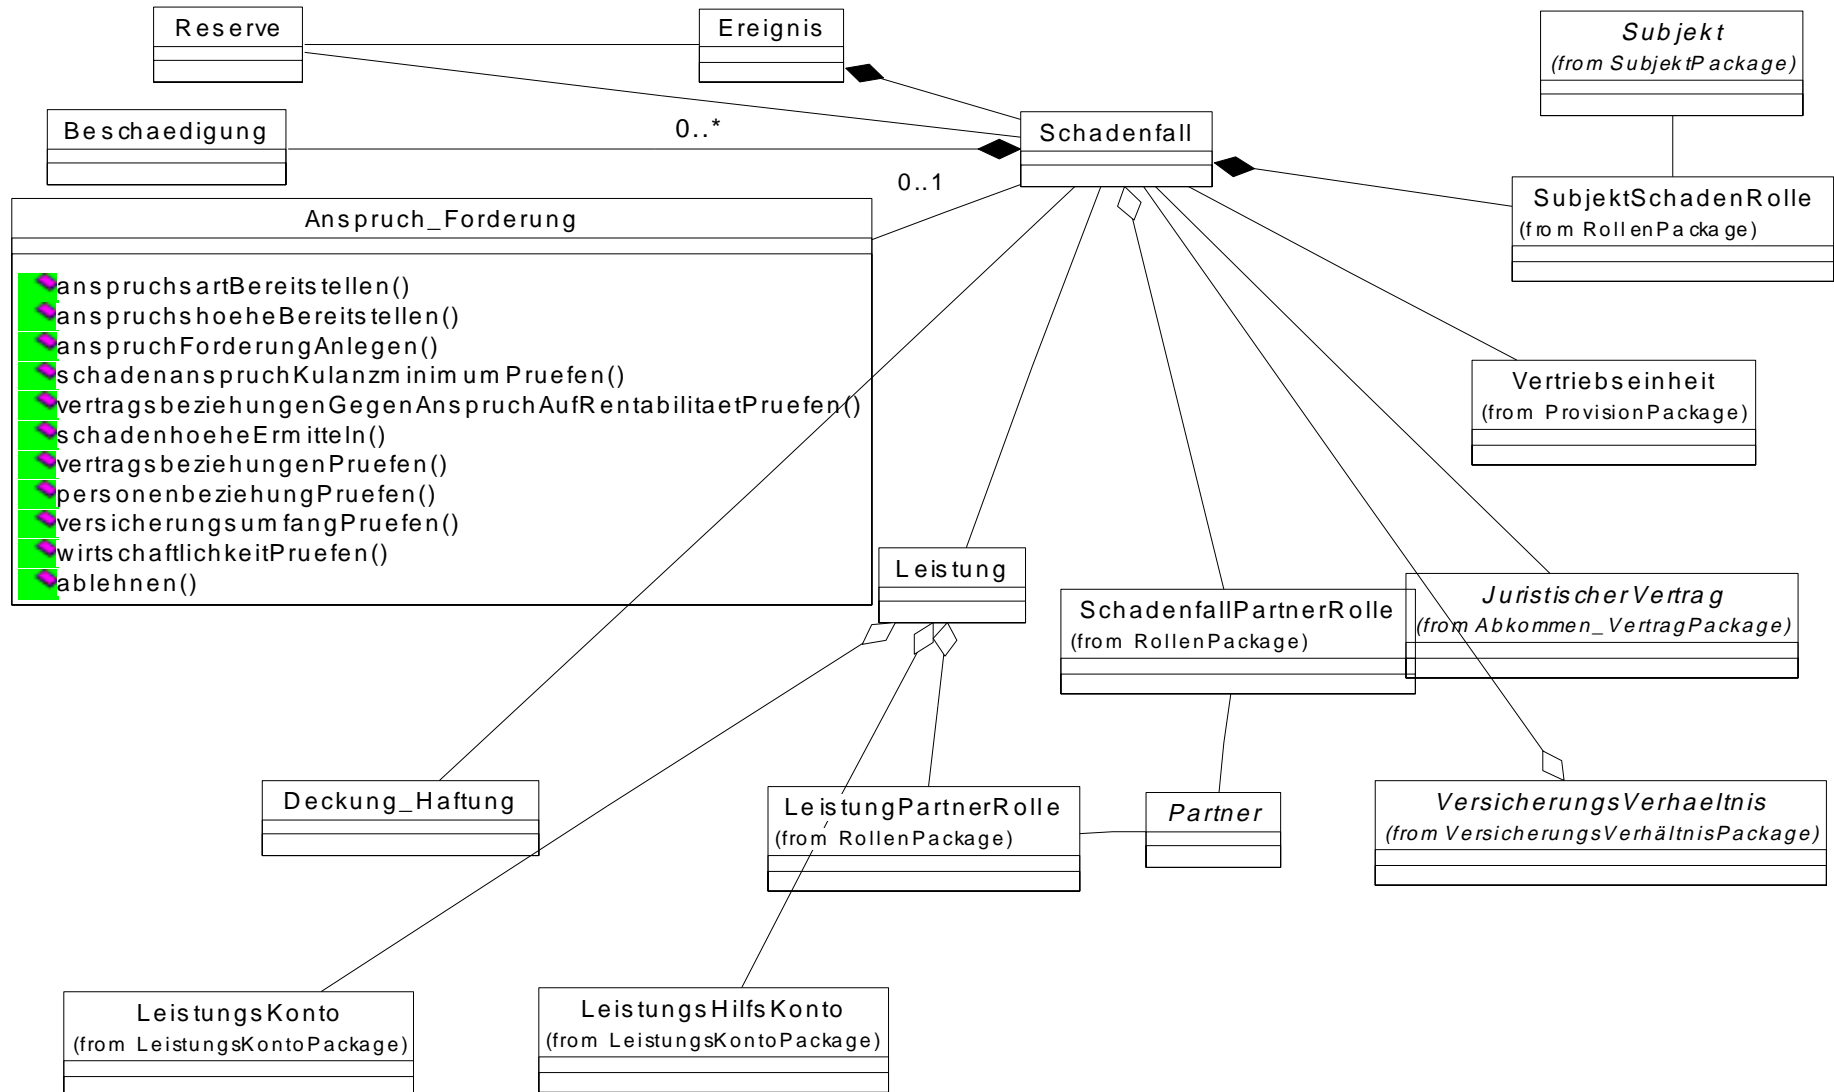 Reserve
Ereignis
Subjekt
(from SubjektPackage)
Beschaedigung
0..*
Schadenfall
0..1
SubjektSchadenRolle
(from RollenPackage)
Anspruch_Forderung
anspruchsartBereitstellen()
anspruchshoeheBereitstellen()
anspruchForderungAnlegen()
schadenanspruchKulanzminimumPruefen()
vertragsbeziehungenGegenAnspruchAufRentabilitaetPruefen()
schadenhoeheErmitteln()
vertragsbeziehungenPruefen()
personenbeziehungPruefen()
versicherungsumfangPruefen()
wirtschaftlichkeitPruefen()
ablehnen()
Vertriebseinheit
(from ProvisionPackage)
Leistung
SchadenfallPartnerRolle
(from RollenPackage)
JuristischerVertrag
(from Abkommen_VertragPackage)
Deckung_Haftung
LeistungPartnerRolle
(from RollenPackage)
Partner
VersicherungsVerhaeltnis
(from VersicherungsVerhältnisPackage)
LeistungsKonto
(from LeistungsKontoPackage)
LeistungsHilfsKonto
(from LeistungsKontoPackage)